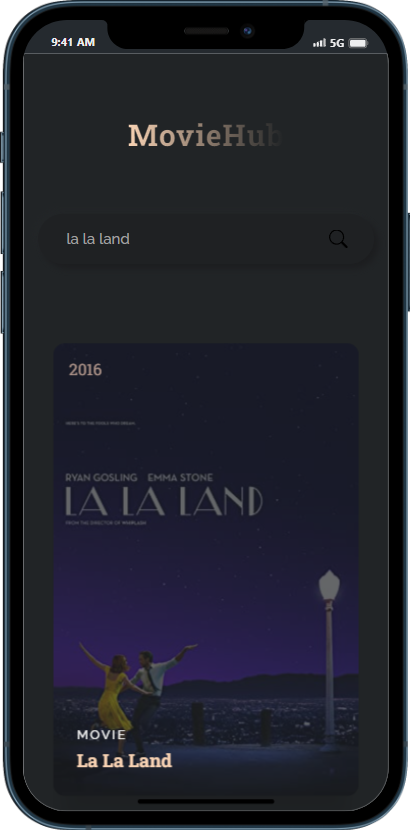 9:41 AM
5G
MovieHub
la la land
2016
HERE'S TO THE FOOLS WHO DREAM
RYAN GOSLING EMMA STONE
LA LA LAND
FROM THE DIRECTOR OF WHIPLASH
MOVIE
La La Land